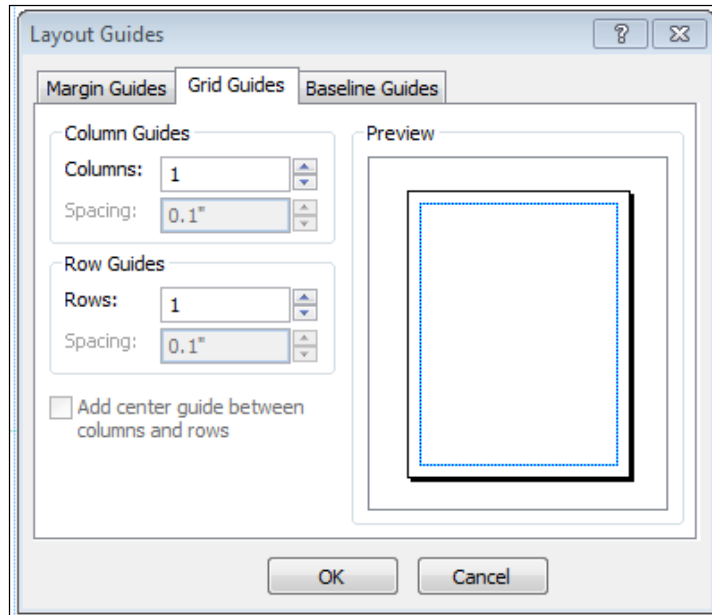 Layout Guides
Margin Guides Grid Guides Baseline Guides
Column Guides
Columns: 1
Spacing: 0.1"
Row Guides
Rows: 1
Spacing: 0.1"
Add center guide between
columns and rows
Preview
OK Cancel